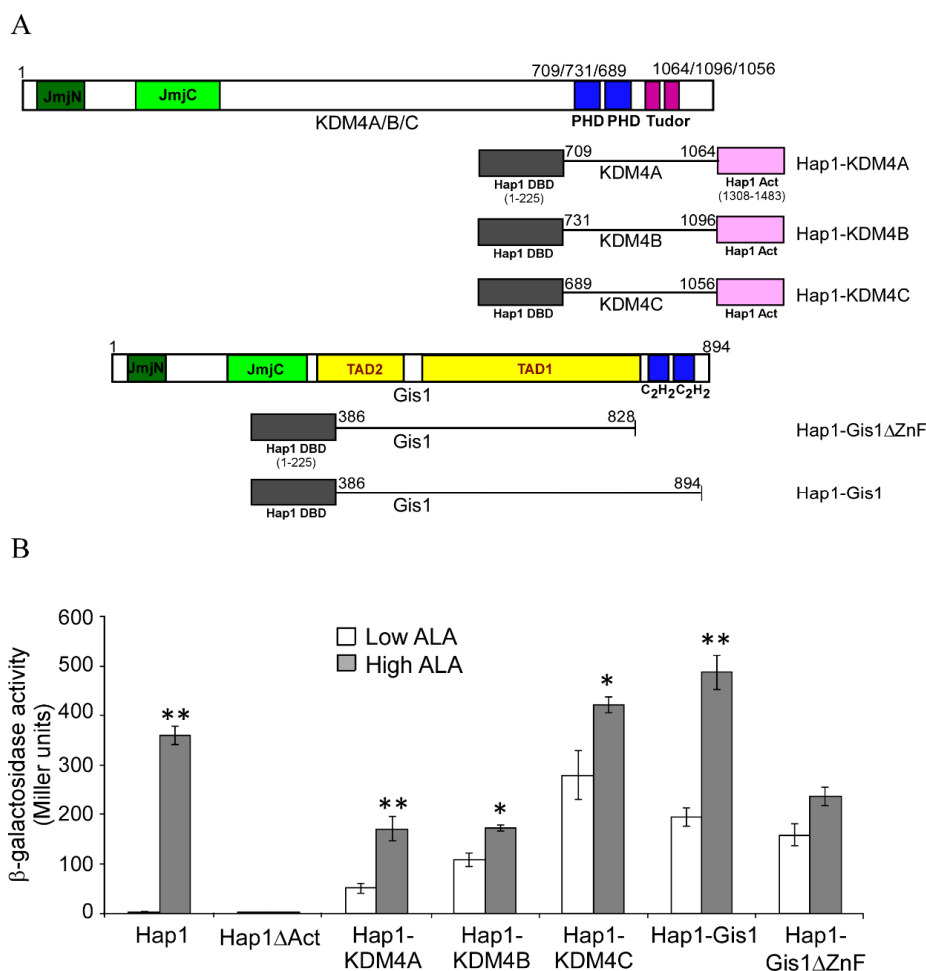 A
1
709/731/689
1064/1096/1056
JmjN
JmjC
KDM4A/B/C
PHD PHD
Tudor
709
1064
KDM4A
Hap1 DBD
(1-225)
Hap1 Act
(1308-1483)
Hap1-KDM4A
731
1096
KDM4B
Hap1 DBD
Hap1 Act
Hap1-KDM4B
689
1056
KDM4C
Hap1 DBD
Hap1 Act
Hap1-KDM4C
1
894
JmjN
JmjC
TAD2
TAD1
C2H2 C2H2
Gis1
386
828
Gis1
Hap1 DBD
(1-225)
Hap1-Gis1ΔZnF
386
894
Gis1
Hap1 DBD
Hap1-Gis1
B
β-galactosidase activity
(Miller units)
600
500
400
300
200
100
0
Low ALA
High ALA
**
**
*
*
**
Hap1
Hap1ΔAct
Hap1-
KDM4A
Hap1-
KDM4B
Hap1-
KDM4C
Hap1-Gis1
Hap1-
Gis1ΔZnF